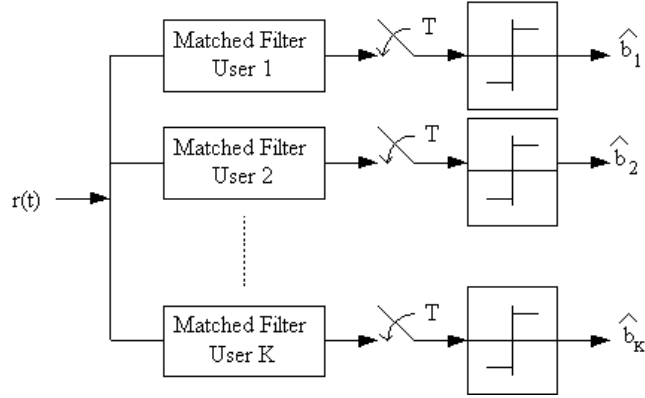 Matched Filter
User 1
T
b̂1
Matched Filter
User 2
T
b̂2
r(t)
Matched Filter
User K
T
b̂K